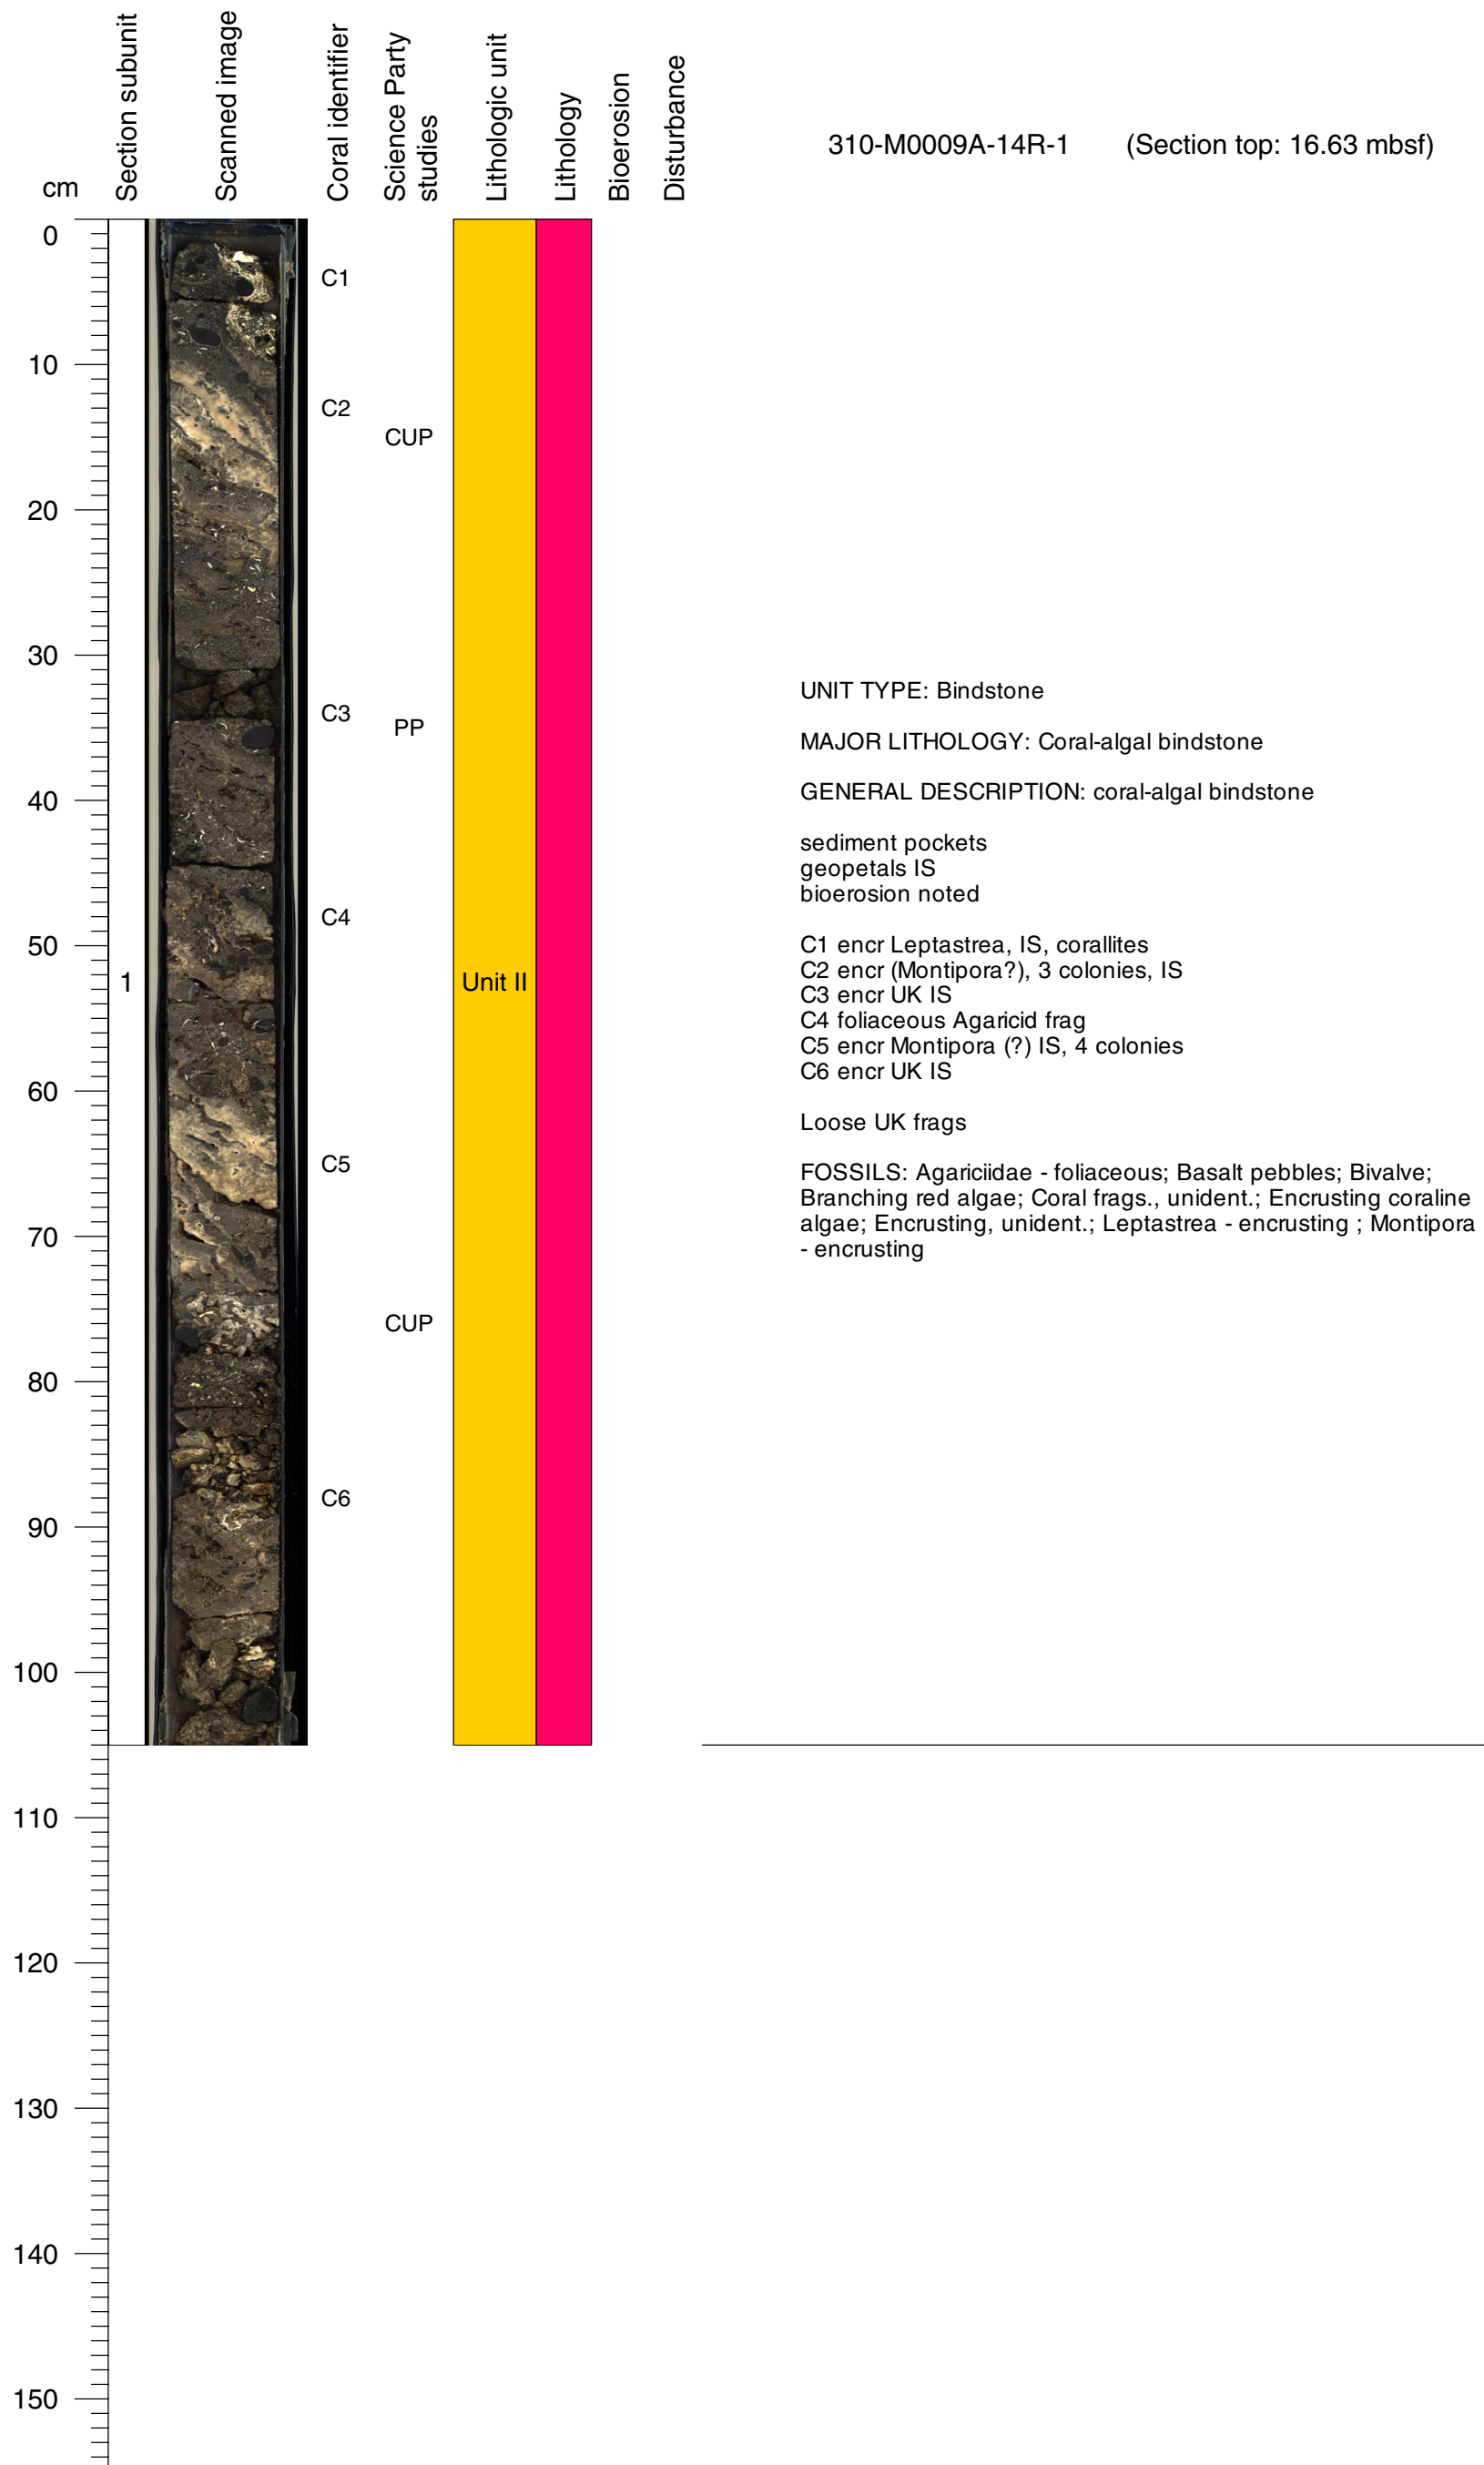 cm
Section subunit
Scanned image
Coral identifier
Science Party
studies
Lithologic unit
Lithology
Bioerosion
Disturbance
310-M0009A-14R-1 (Section top: 16.63 mbsf)
0
10
20
30
40
50
60
70
80
90
100
110
120
130
140
150
1
C1
C2
C3
C4
C5
C6
CUP
PP
CUP
Unit II
UNIT TYPE: Bindstone
MAJOR LITHOLOGY: Coral-algal bindstone
GENERAL DESCRIPTION: coral-algal bindstone
sediment pockets
geopetals IS
bioerosion noted
C1 encr Leptastrea, IS, corallites
C2 encr (Montipora?), 3 colonies, IS
C3 encr UK IS
C4 foliaceous Agaricid frag
C5 encr Montipora (?) IS, 4 colonies
C6 encr UK IS
Loose UK frags
FOSSILS: Agariciidae - foliaceous; Basalt pebbles; Bivalve;
Branching red algae; Coral frags., unident.; Encrusting coraline
algae; Encrusting, unident.; Leptastrea - encrusting ; Montipora
- encrusting